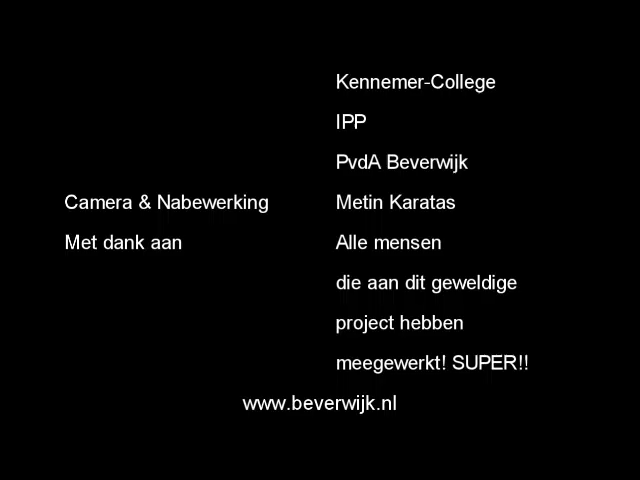 Kennemer-College
IPP
PvdA Beverwijk
Camera & Nabewerking Metin Karatas
Met dank aan Alle mensen
die aan dit geweldige
project hebben
meegewerkt! SUPER!!
www.beverwijk.nl